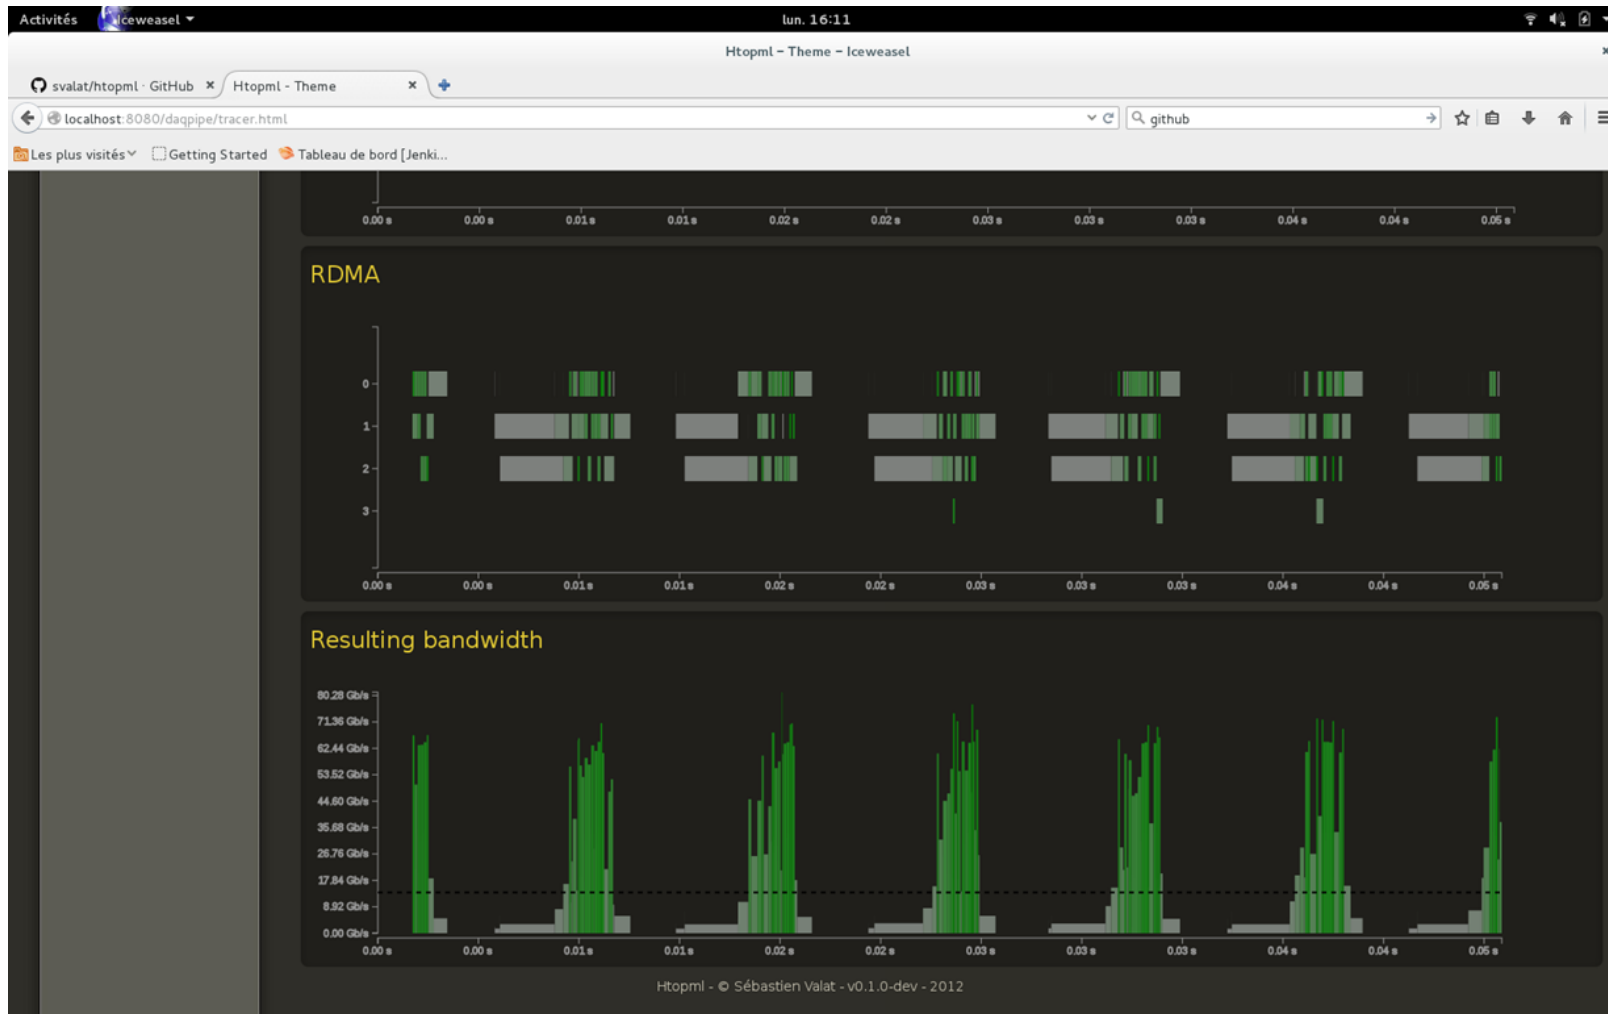 Activités Iceweasel lun. 16:11
Htopml - Theme - Iceweasel
svalat/htopml · GitHub Htopml - Theme
localhost:8080/daqpipe/tracer.html github
Les plus visités Getting Started Tableau de bord [Jenki...
0.00 s 0.00 s 0.01 s 0.01 s 0.02 s 0.02 s 0.03 s 0.03 s 0.03 s 0.04 s 0.04 s 0.05 s
RDMA
0
1
2
3
0.00 s 0.00 s 0.01 s 0.01 s 0.02 s 0.02 s 0.03 s 0.03 s 0.03 s 0.04 s 0.04 s 0.05 s
Resulting bandwidth
80.28 Gb/s
71.36 Gb/s
62.44 Gb/s
53.52 Gb/s
44.60 Gb/s
35.68 Gb/s
26.76 Gb/s
17.84 Gb/s
8.92 Gb/s
0.00 Gb/s
0.00 s 0.00 s 0.01 s 0.01 s 0.02 s 0.02 s 0.03 s 0.03 s 0.03 s 0.04 s 0.04 s 0.05 s
Htopml - © Sébastien Valat - v0.1.0-dev - 2012